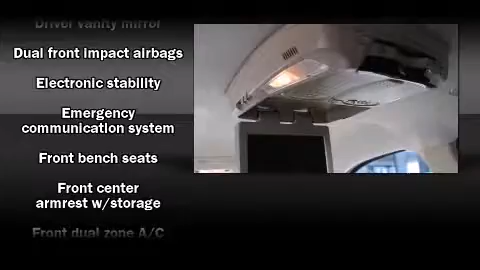 Driver vanity mirror
Dual front impact airbags
Electronic stability
Emergency
communication system
Front bench seats
Front center
armrest w/storage
Front dual zone A/C